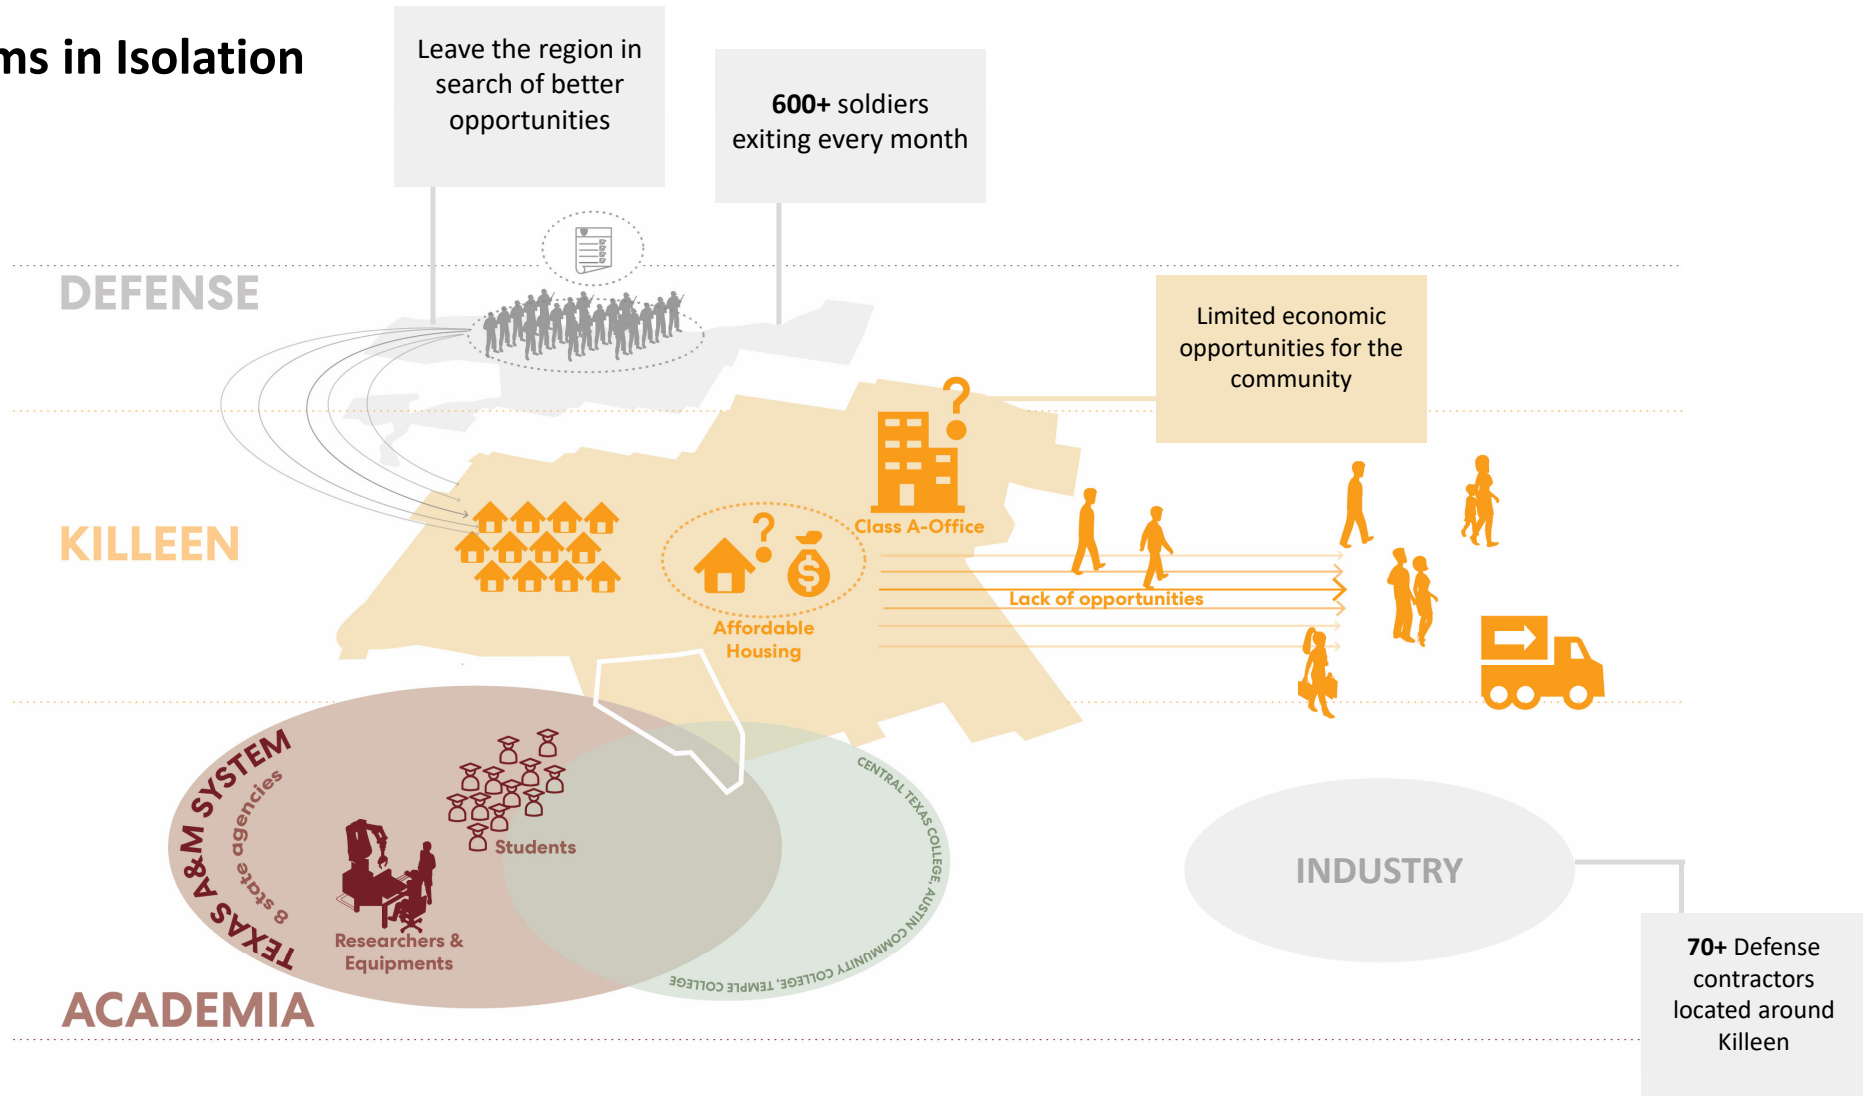 ms in Isolation
Leave the region in
search of better
opportunities
600+ soldiers
exiting every month
DEFENSE
Limited economic
opportunities for the
community
?
KILLEEN
Class A-Office
?
$
Lack of opportunities
Affordable
Housing
TEXAS A&M SYSTEM
8 state agencies
Students
Researchers &
Equipments
CENTRAL TEXAS COLLEGE, AUSTIN COMMUNITY COLLEGE, TEMPLE COLLEGE
ACADEMIA
INDUSTRY
70+ Defense
contractors
located around
Killeen